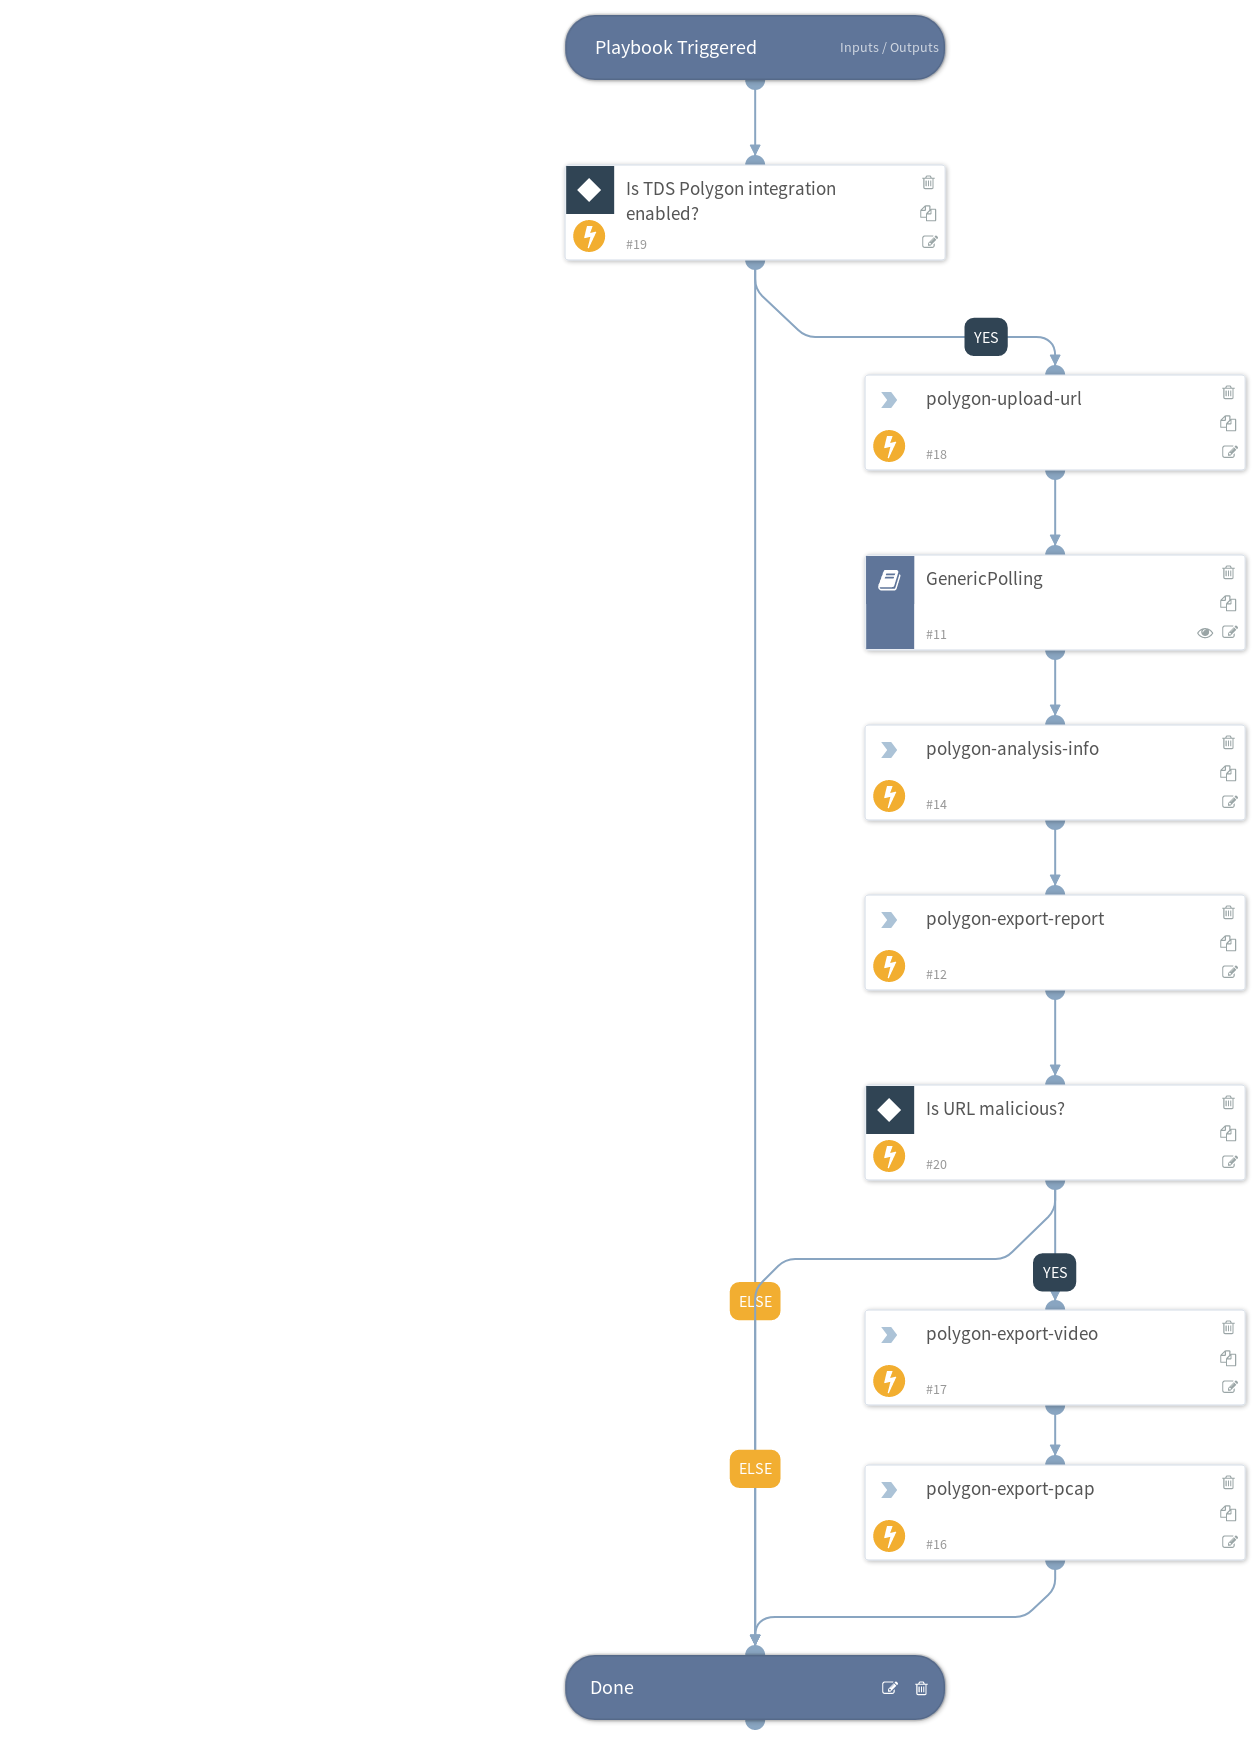 Playbook Triggered
Inputs / Outputs
Is TDS Polygon integration
enabled?
#19
YES
polygon-upload-url
#18
GenericPolling
#11
polygon-analysis-info
#14
polygon-export-report
#12
Is URL malicious?
#20
YES
ELSE
polygon-export-video
#17
ELSE
polygon-export-pcap
#16
Done